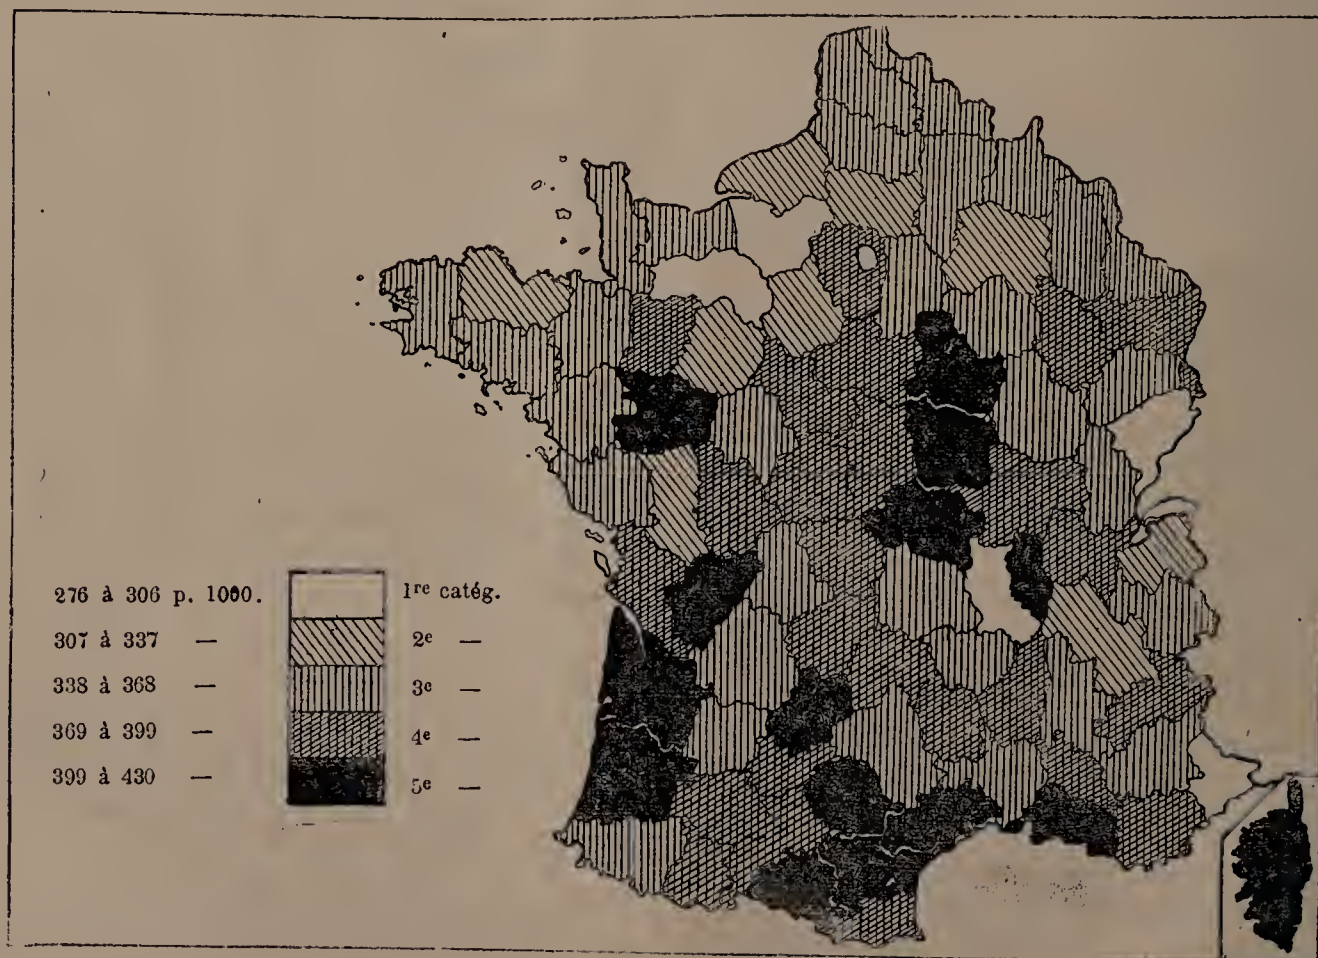 276 à 306 p. 1000. 1re catég.
307 à 337 — 2e —
338 à 368 — 3e —
369 à 399 — 4e —
399 à 430 — 5e —